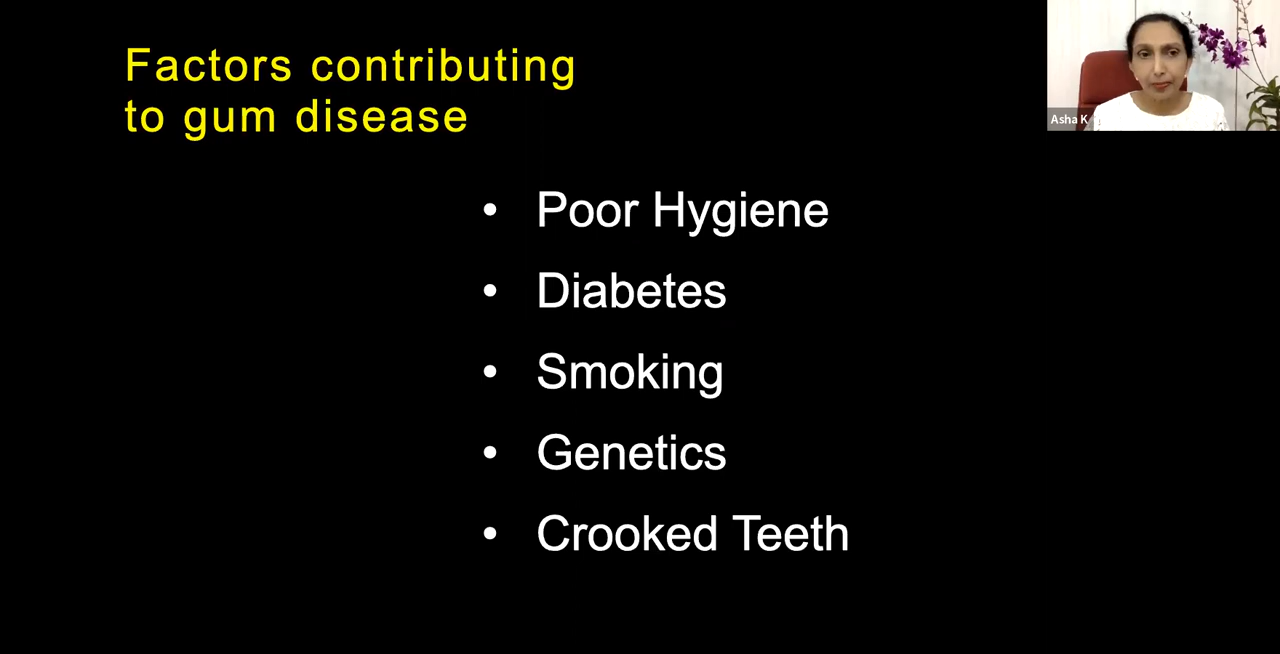 Factors contributing
to gum disease
Asha K
• Poor Hygiene
• Diabetes
• Smoking
• Genetics
• Crooked Teeth